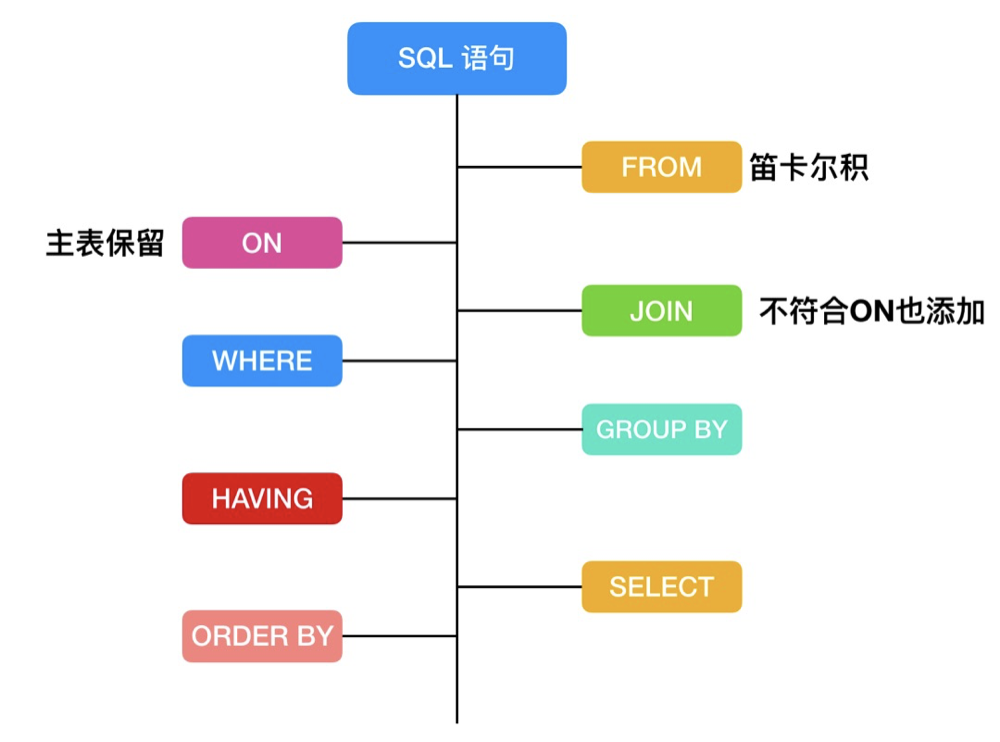 SQL 语句
FROM 笛卡尔积
主表保留 ON
JOIN 不符合ON也添加
WHERE
GROUP BY
HAVING
SELECT
ORDER BY